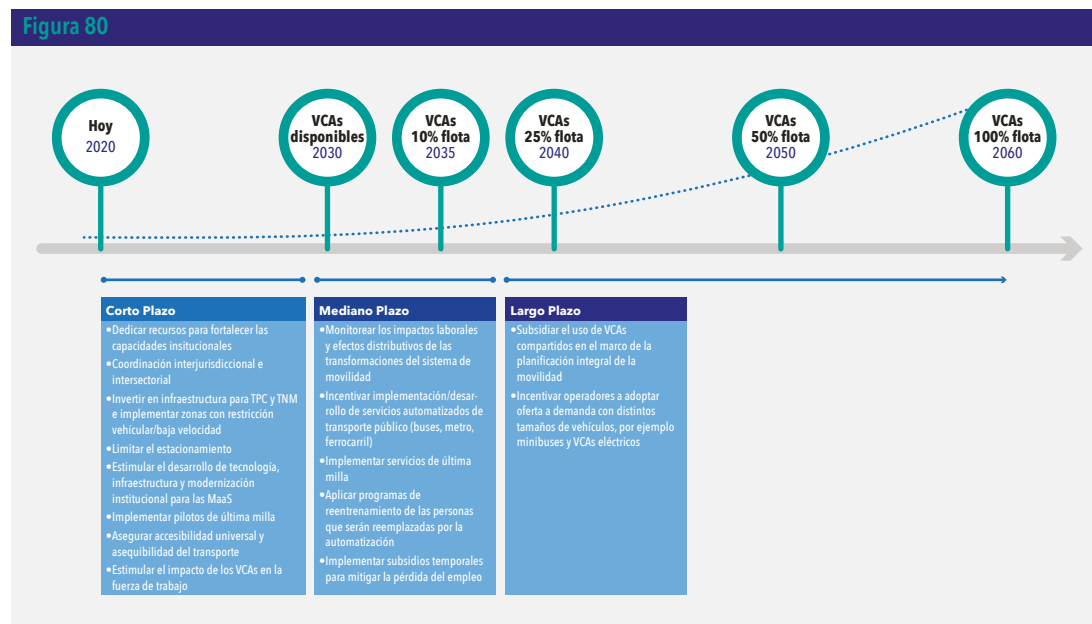 Figura 80
Hoy
2020
VCAs
disponibles
2030
VCAs
10% flota
2035
VCAs
25% flota
2040
VCAs
50% flota
2050
VCAs
100% flota
2060
Corto Plazo
•Dedicar recursos para fortalecer las
capacidades insitucionales
•Coordinación interjurisdiccional e
intersectorial
•Invertir en infraestructura para TPC y TNM
e implementar zonas con restricción
vehicular/baja velocidad
•Limitar el estacionamiento
•Estimular el desarrollo de tecnología,
infraestructura y modernización
institucional para las MaaS
•Implementar pilotos de última milla
•Asegurar accesibilidad universal y
asequibilidad del transporte
•Estimular el impacto de los VCAs en la
fuerza de trabajo
Mediano Plazo
•Monitorear los impactos laborales
y efectos distributivos de las
transformaciones del sistema de
movilidad
•Incentivar implementación/desar-
rollo de servicios automatizados de
transporte público (buses, metro,
ferrocarril)
•Implementar servicios de última
milla
•Aplicar programas de
reentrenamiento de las personas
que serán reemplazadas por la
automatización
•Implementar subsidios temporales
para mitigar la pérdida del empleo
Largo Plazo
•Subsidiar el uso de VCAs
compartidos en el marco de la
planificación integral de la
movilidad
•Incentivar operadores a adoptar
oferta a demanda con distintos
tamaños de vehículos, por ejemplo
minibuses y VCAs eléctricos